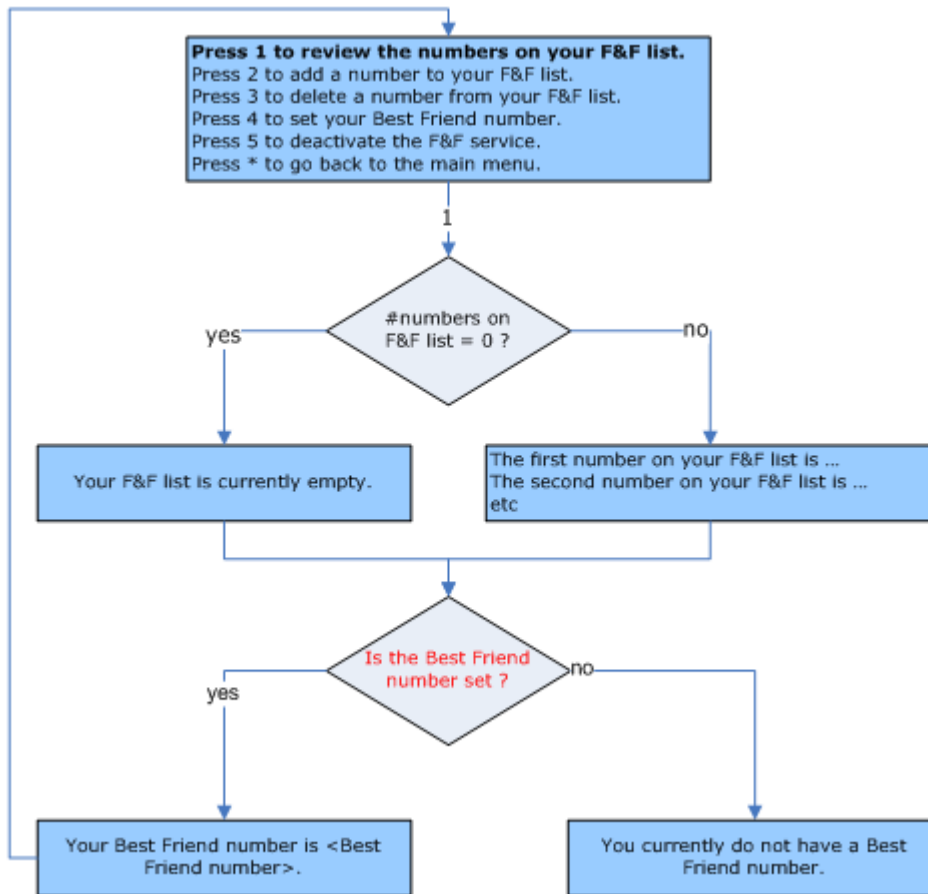 Press 1 to review the numbers on your F&F list.
Press 2 to add a number to your F&F list.
Press 3 to delete a number from your F&F list.
Press 4 to set your Best Friend number.
Press 5 to deactivate the F&F service.
Press * to go back to the main menu.
1
#numbers on
F&F list = 0 ?
yes
no
Your F&F list is currently empty.
The first number on your F&F list is ...
The second number on your F&F list is ...
etc
Is the Best Friend
number set ?
yes
no
Your Best Friend number is <Best
Friend number>.
You currently do not have a Best
Friend number.